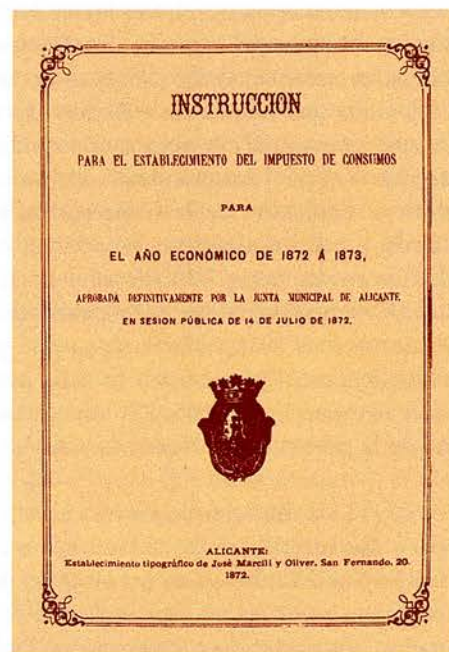 INSTRUCCION
PARA EL ESTABLECIMIENTO DEL IMPUESTO DE CONSUMOS
PARA
EL AÑO ECONÓMICO DE 1872 Á 1873,
APROBADA DEFINITIVAMENTE POR LA JUNTA MUNICIPAL DE ALICANTE
EN SESION PÚBLICA DE 14 DE JULIO DE 1872.
ALICANTE:
Establecimiento tipográfico de José Marcili y Oliver, San Fernando, 20.
1872.